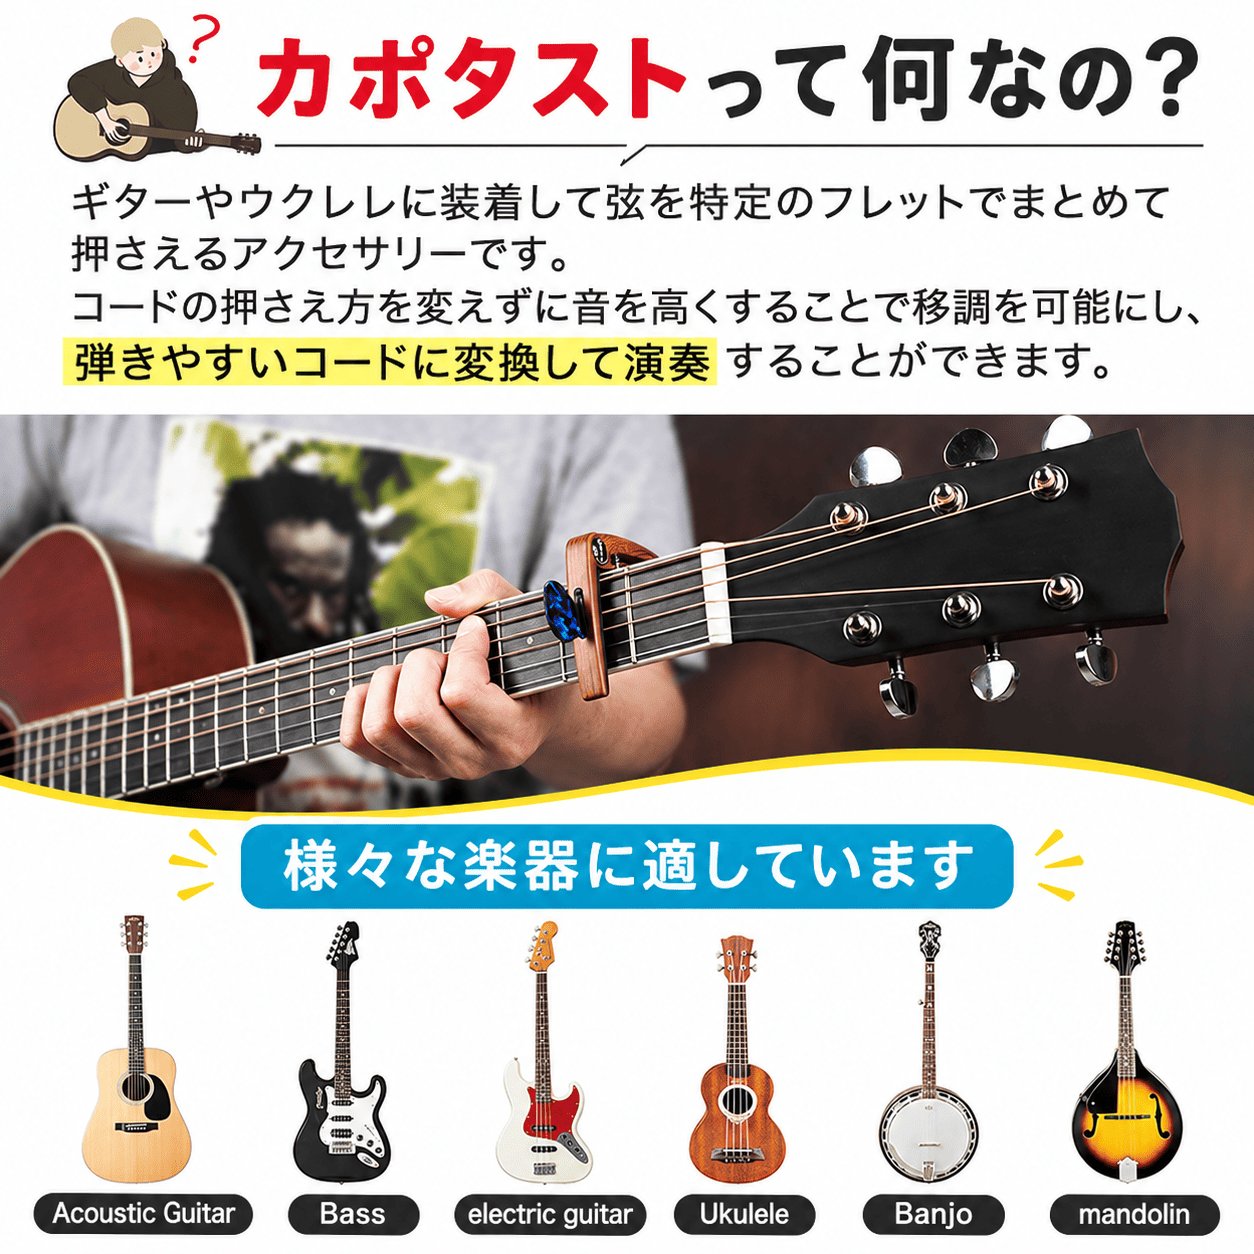 ?
カポタストって何なの?
ギターやウクレレに装着して弦を特定のフレットでまとめて
押さえるアクセサリーです。
コードの押さえ方を変えずに音を高くすることで移調を可能にし、
弾きやすいコードに変換して演奏することができます。
様々な楽器に適しています
Acoustic Guitar
Bass
electric guitar
Ukulele
Banjo
mandolin